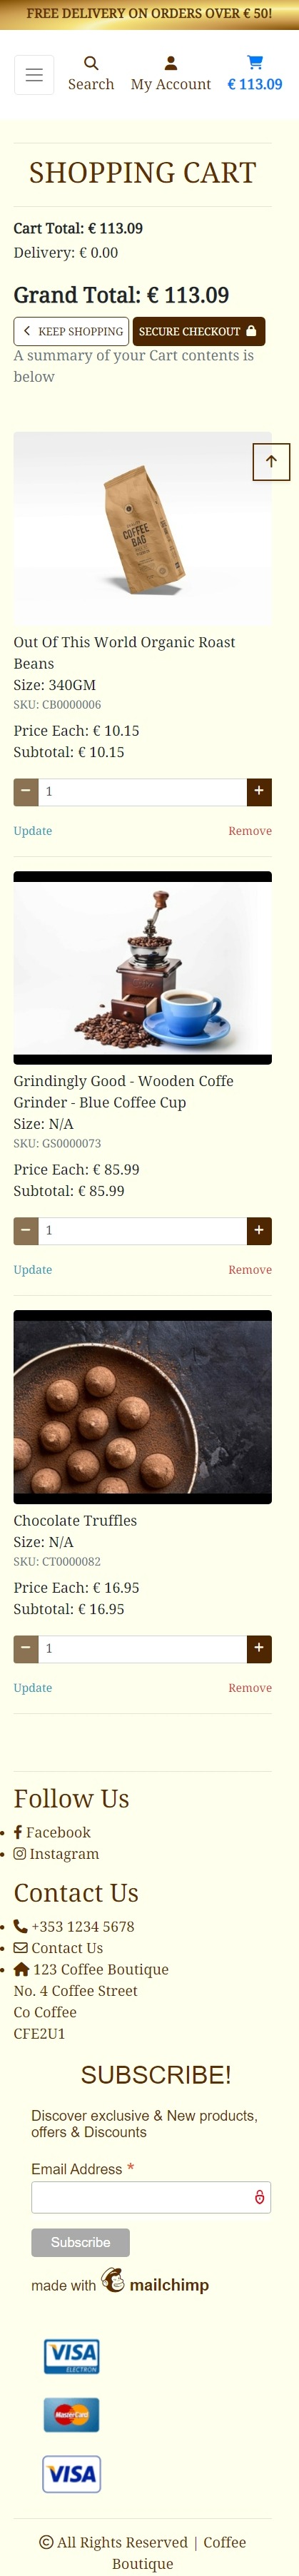 FREE DELIVERY ON ORDERS OVER € 50!
Search
My Account
€ 113.09
SHOPPING CART
Cart Total: € 113.09
Delivery: € 0.00
Grand Total: € 113.09
KEEP SHOPPING
SECURE CHECKOUT
A summary of your Cart contents is
below
COFFEE
BAG
Out Of This World Organic Roast
Beans
Size: 340GM
SKU: CB0000006
Price Each: € 10.15
Subtotal: € 10.15
1
Update
Remove
Grindingly Good - Wooden Coffe
Grinder - Blue Coffee Cup
Size: N/A
SKU: GS0000073
Price Each: € 85.99
Subtotal: € 85.99
1
Update
Remove
Chocolate Truffles
Size: N/A
SKU: CT0000082
Price Each: € 16.95
Subtotal: € 16.95
1
Update
Remove
Follow Us
Facebook
Instagram
Contact Us
+353 1234 5678
Contact Us
123 Coffee Boutique
No. 4 Coffee Street
Co Coffee
CFE2U1
SUBSCRIBE!
Discover exclusive & New products,
offers & Discounts
Email Address *
Subscribe
made with mailchimp
VISA
ELECTRON
MasterCard
VISA
© All Rights Reserved | Coffee
Boutique